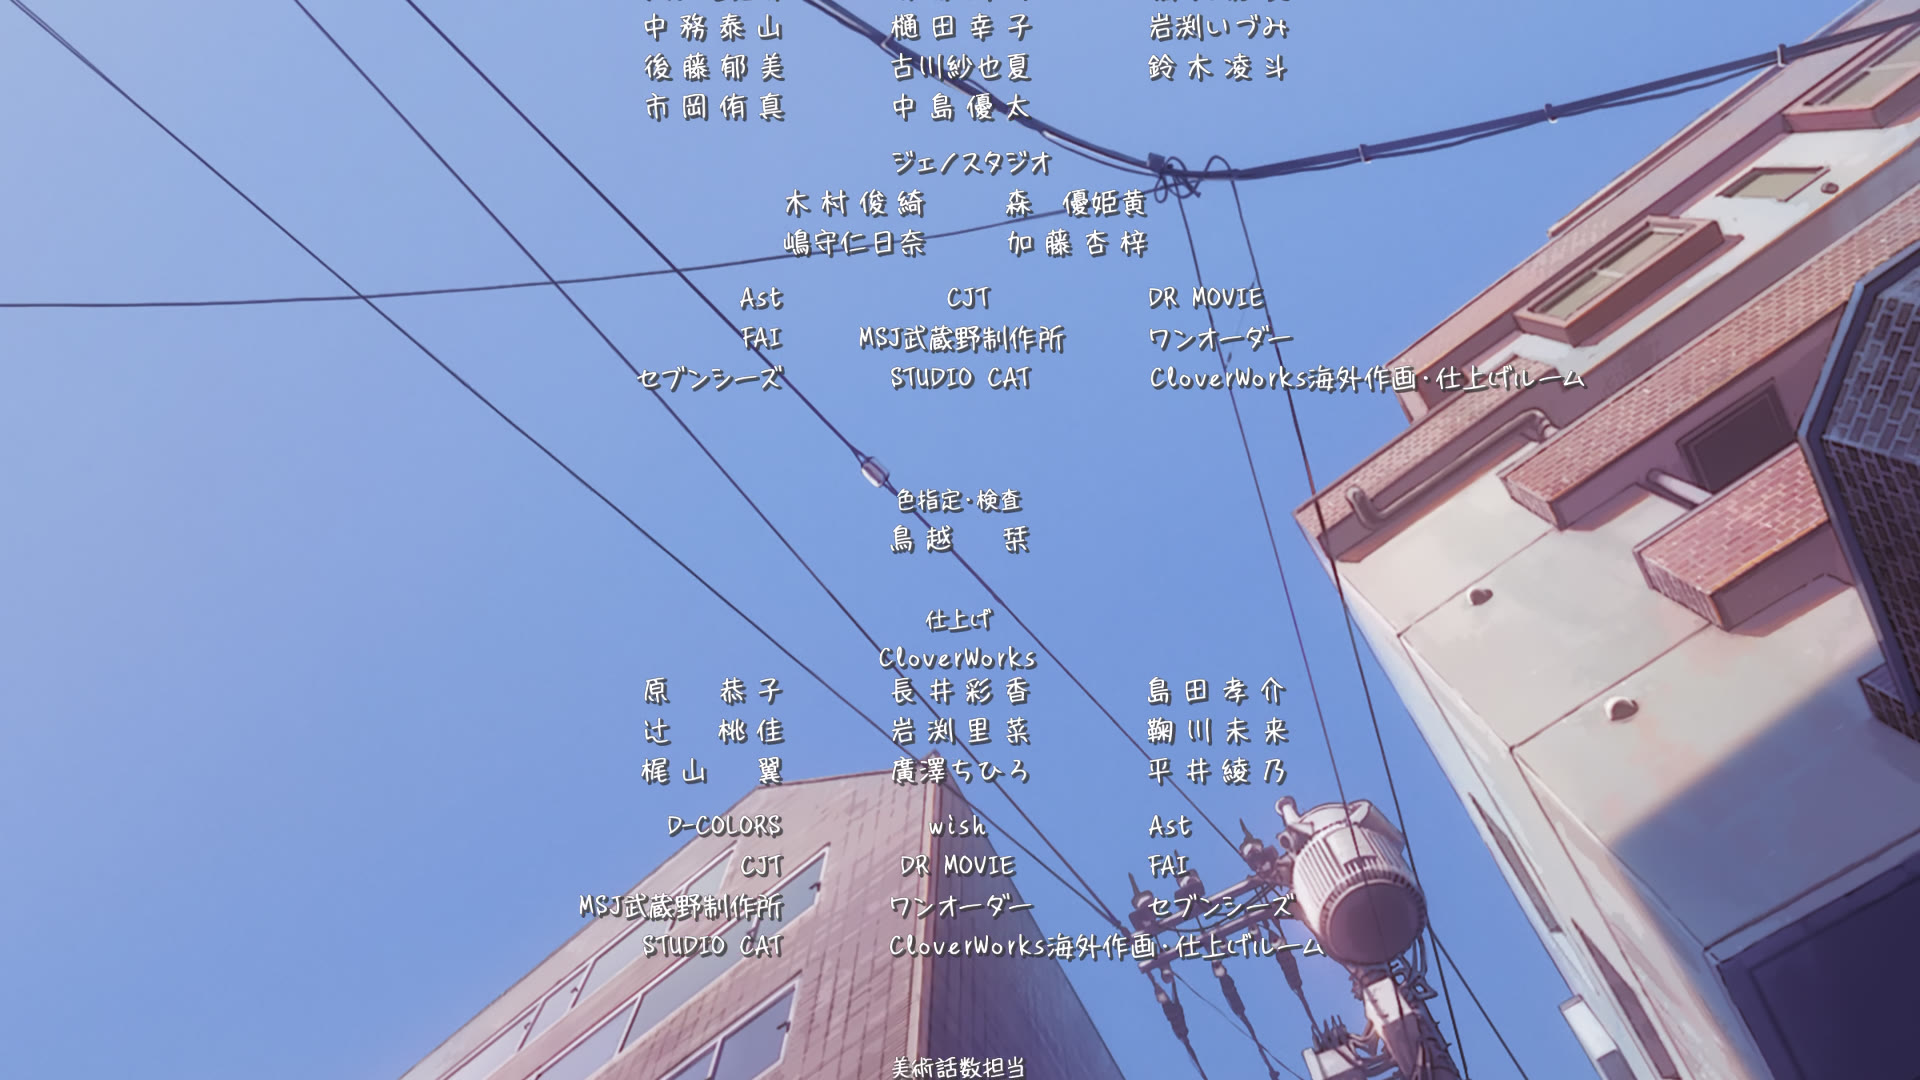 中務泰山 樋田幸子 岩渕いづみ
後藤郁美 古川紗也夏 鈴木凌斗
市岡侑真 中島優太
ジェノスタジオ
木村俊綺 森 優姫黄
嶋守仁日奈 加藤杏梓
Ast CJT DR MOVIE
FAI MSJ武蔵野制作所 ワンオーダー
セブンシーズ STUDIO CAT CloverWorks海外作画・仕上げルーム
色指定・検査
鳥越 栞
仕上げ
CloverWorks
原 恭子 長井彩香 島田孝介
辻 桃佳 岩渕里菜 鞠川未来
梶山 翼 廣澤ちひろ 平井綾乃
D-COLORS wish Ast
CJT DR MOVIE FAI
MSJ武蔵野制作所 ワンオーダー セブンシーズ
STUDIO CAT CloverWorks海外作画・仕上げルーム
美術話数担当